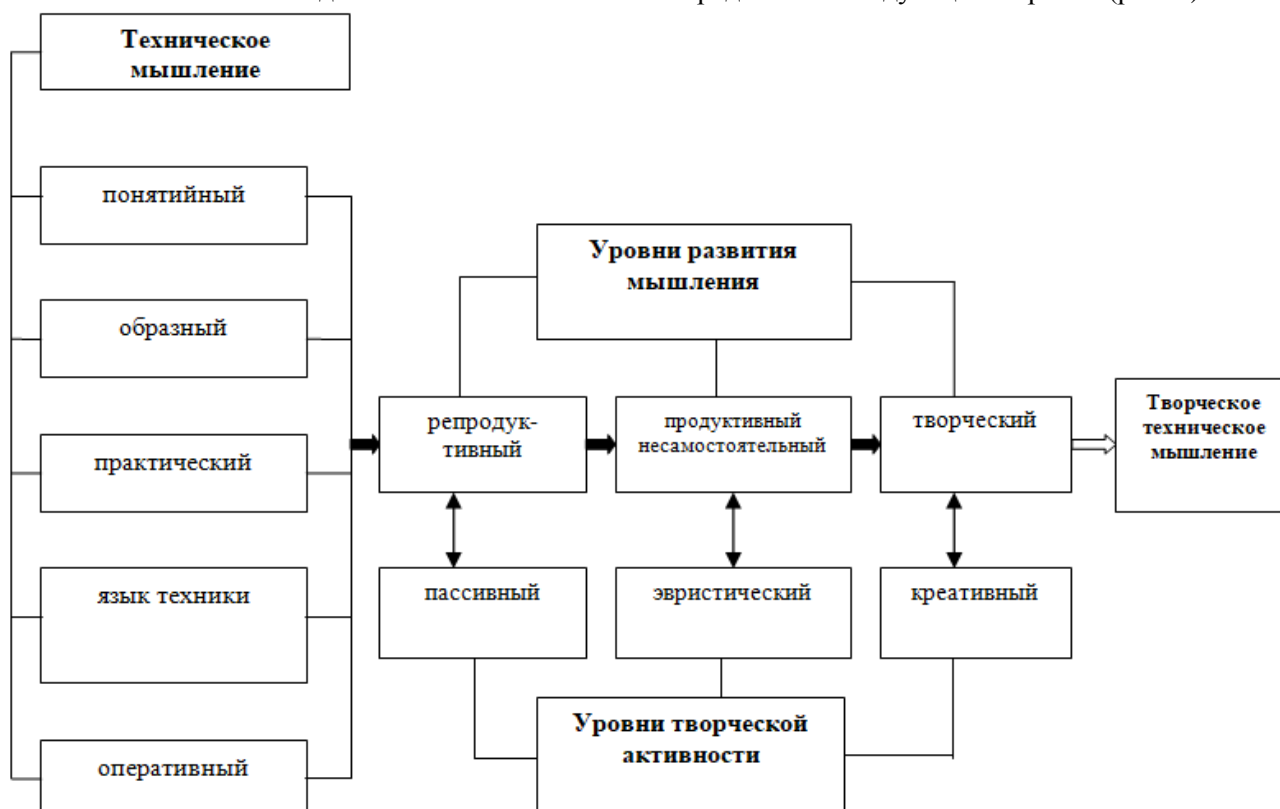 Техническое
мышление
понятийный
образный
практический
язык техники
оперативный
Уровни развития
мышления
репродук-
тивный
продуктивный
несамостоятельный
творческий
Творческое
техническое
мышление
пассивный
эвристический
креативный
Уровни творческой
активности